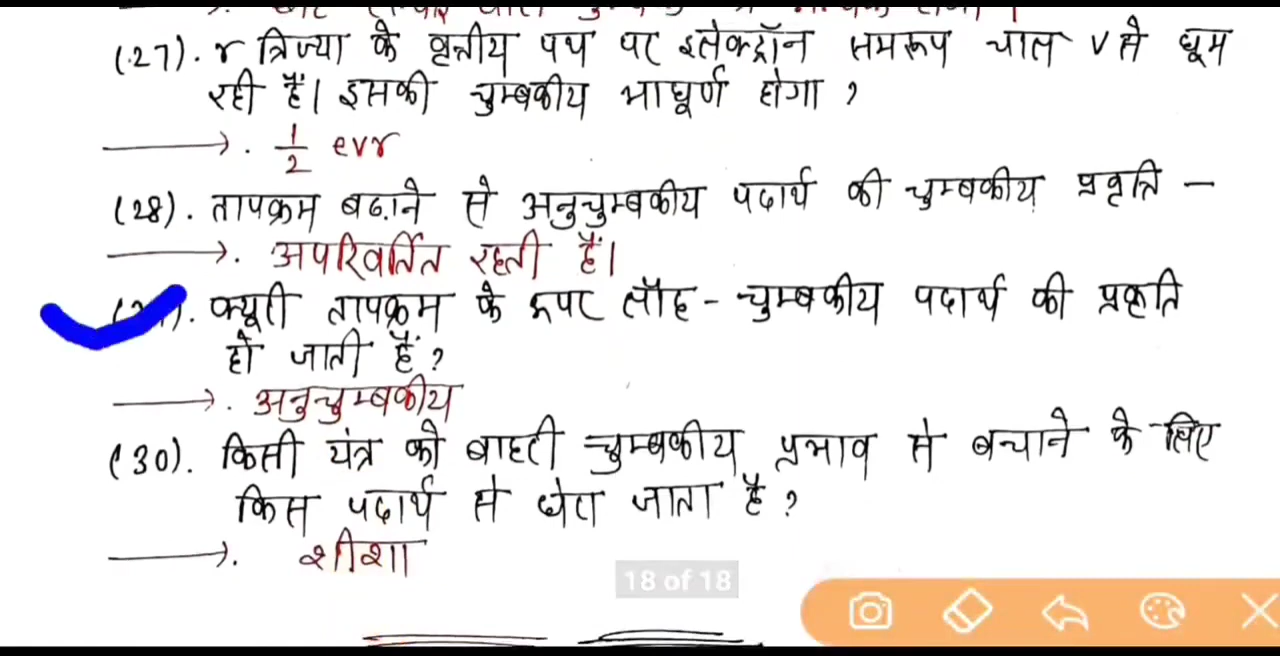 (27). r त्रिज्या के वृत्तीय पथ पर इलेक्ट्रॉन समरूप चाल v से घूम
रही हैं। इसकी चुम्बकीय आघूर्ण होगा ?
→. 1/2 evr
(28). तापक्रम बढ़ाने से अनुचुम्बकीय पदार्थ की चुम्बकीय प्रवृत्ति –
→. अपरिवर्तित रहती हैं।
क्यूरी तापक्रम के ऊपर लौह - चुम्बकीय पदार्थ की प्रकृति
हो जाती हैं ?
→. अनुचुम्बकीय
(30). किसी यंत्र को बाहरी चुम्बकीय प्रभाव से बचाने के लिए
किस पदार्थ से घेरा जाता है ?
→. शीशा
18 of 18